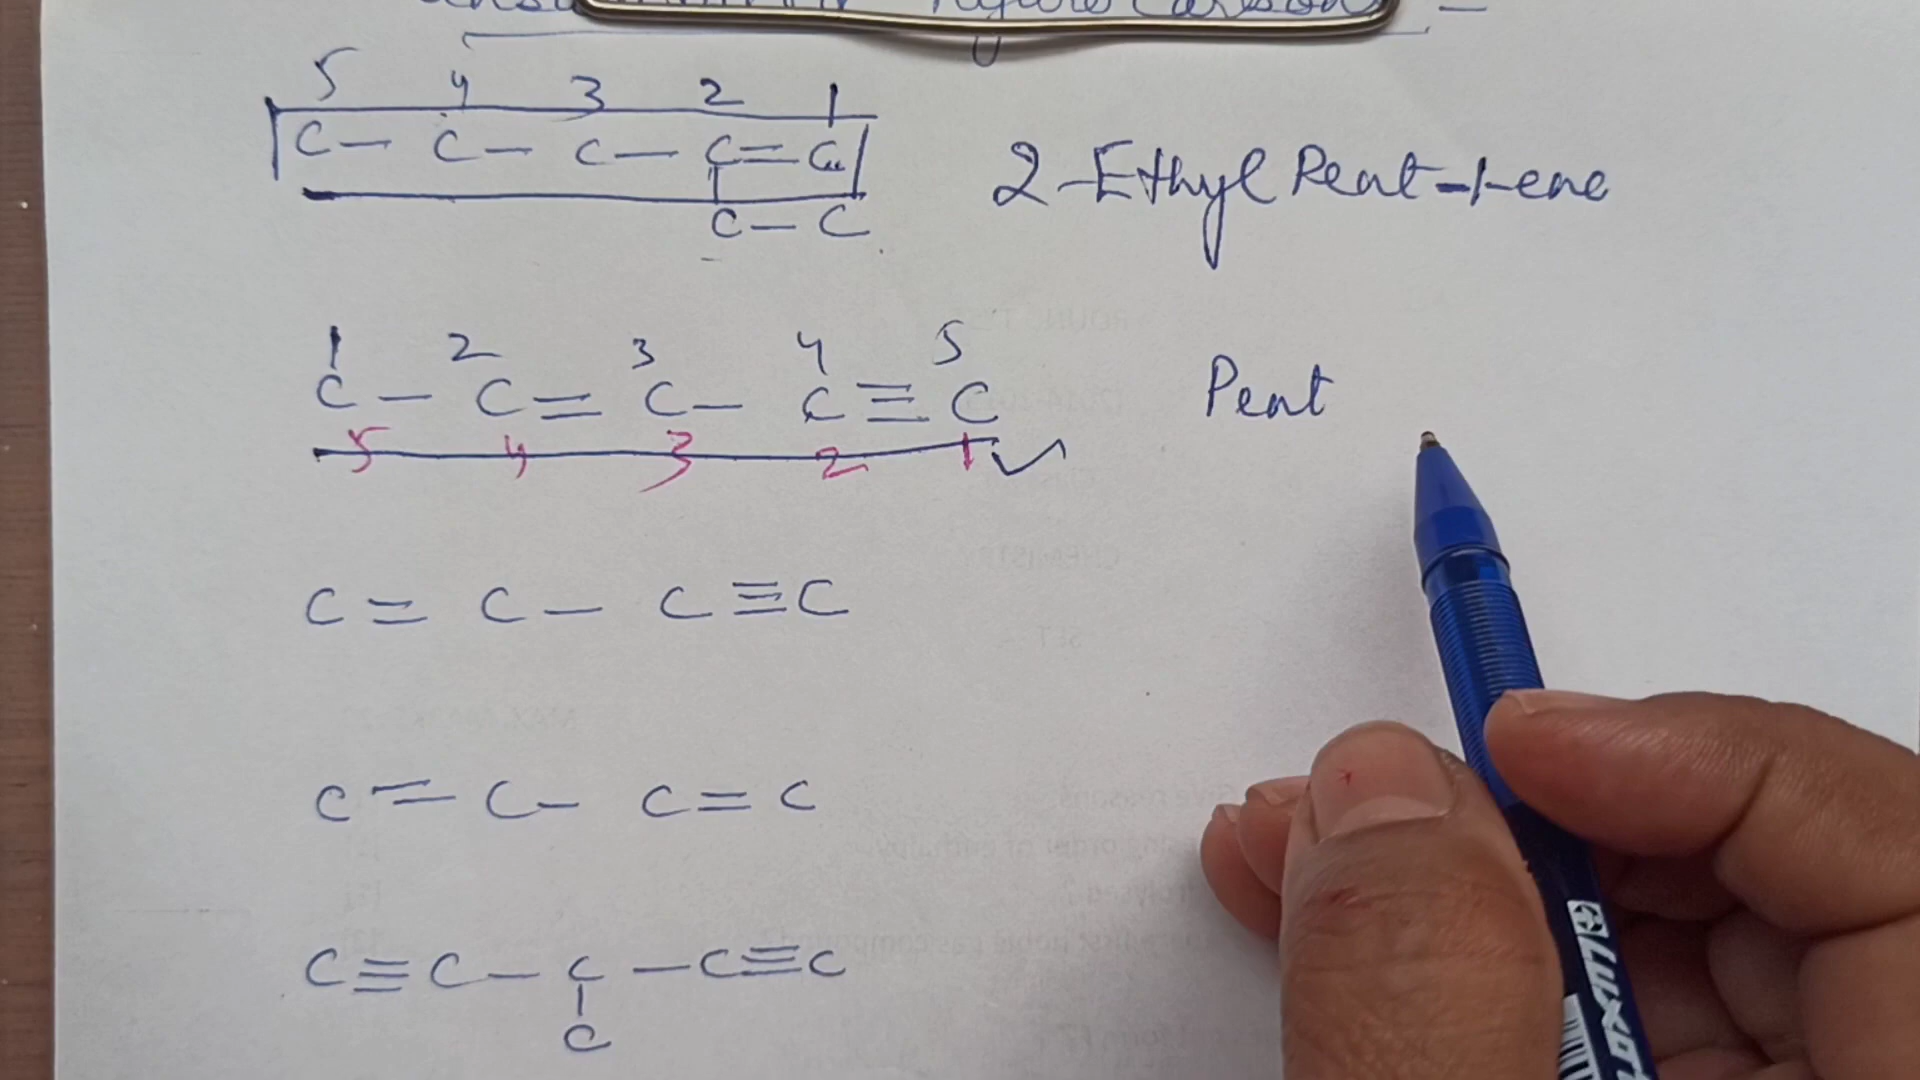 5 4 3 2 1
C - C - C - C = C 2-Ethyl Pent-1-ene
C - C
1 2 3 4 5
C - C = C - C ≡ C Pent
5 4 3 2 1 ✓
C = C - C ≡ C
C = C - C = C
C ≡ C - C - C ≡ C
C